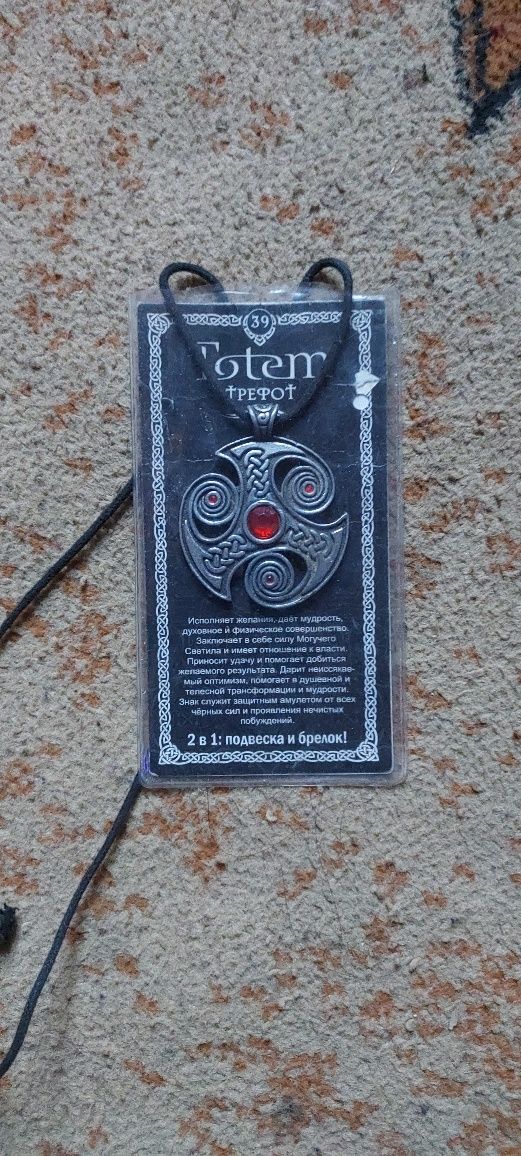 39
Totem
ТРЕФОТ
Исполняет желания, даёт мудрость,
духовное и физическое совершенство.
Заключает в себе силу Могучего
Светила и имеет отношение к власти.
Приносит удачу и помогает добиться
желаемого результата. Дарит неиссякае-
мый оптимизм, помогает в душевной и
телесной трансформации и мудрости.
Знак служит защитным амулетом от всех
чёрных сил и проявления нечистых
побуждений.
2 в 1: подвеска и брелок!